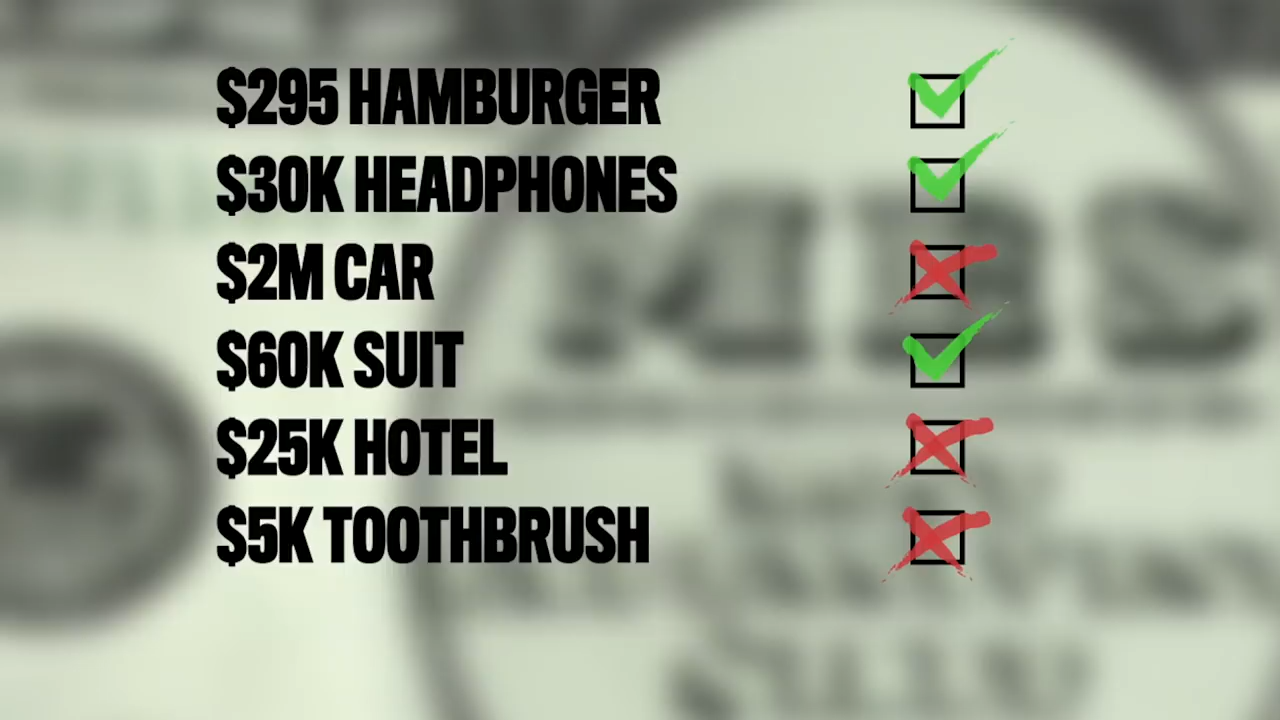 $295 HAMBURGER
$30K HEADPHONES
$2M CAR
$60K SUIT
$25K HOTEL
$5K TOOTHBRUSH